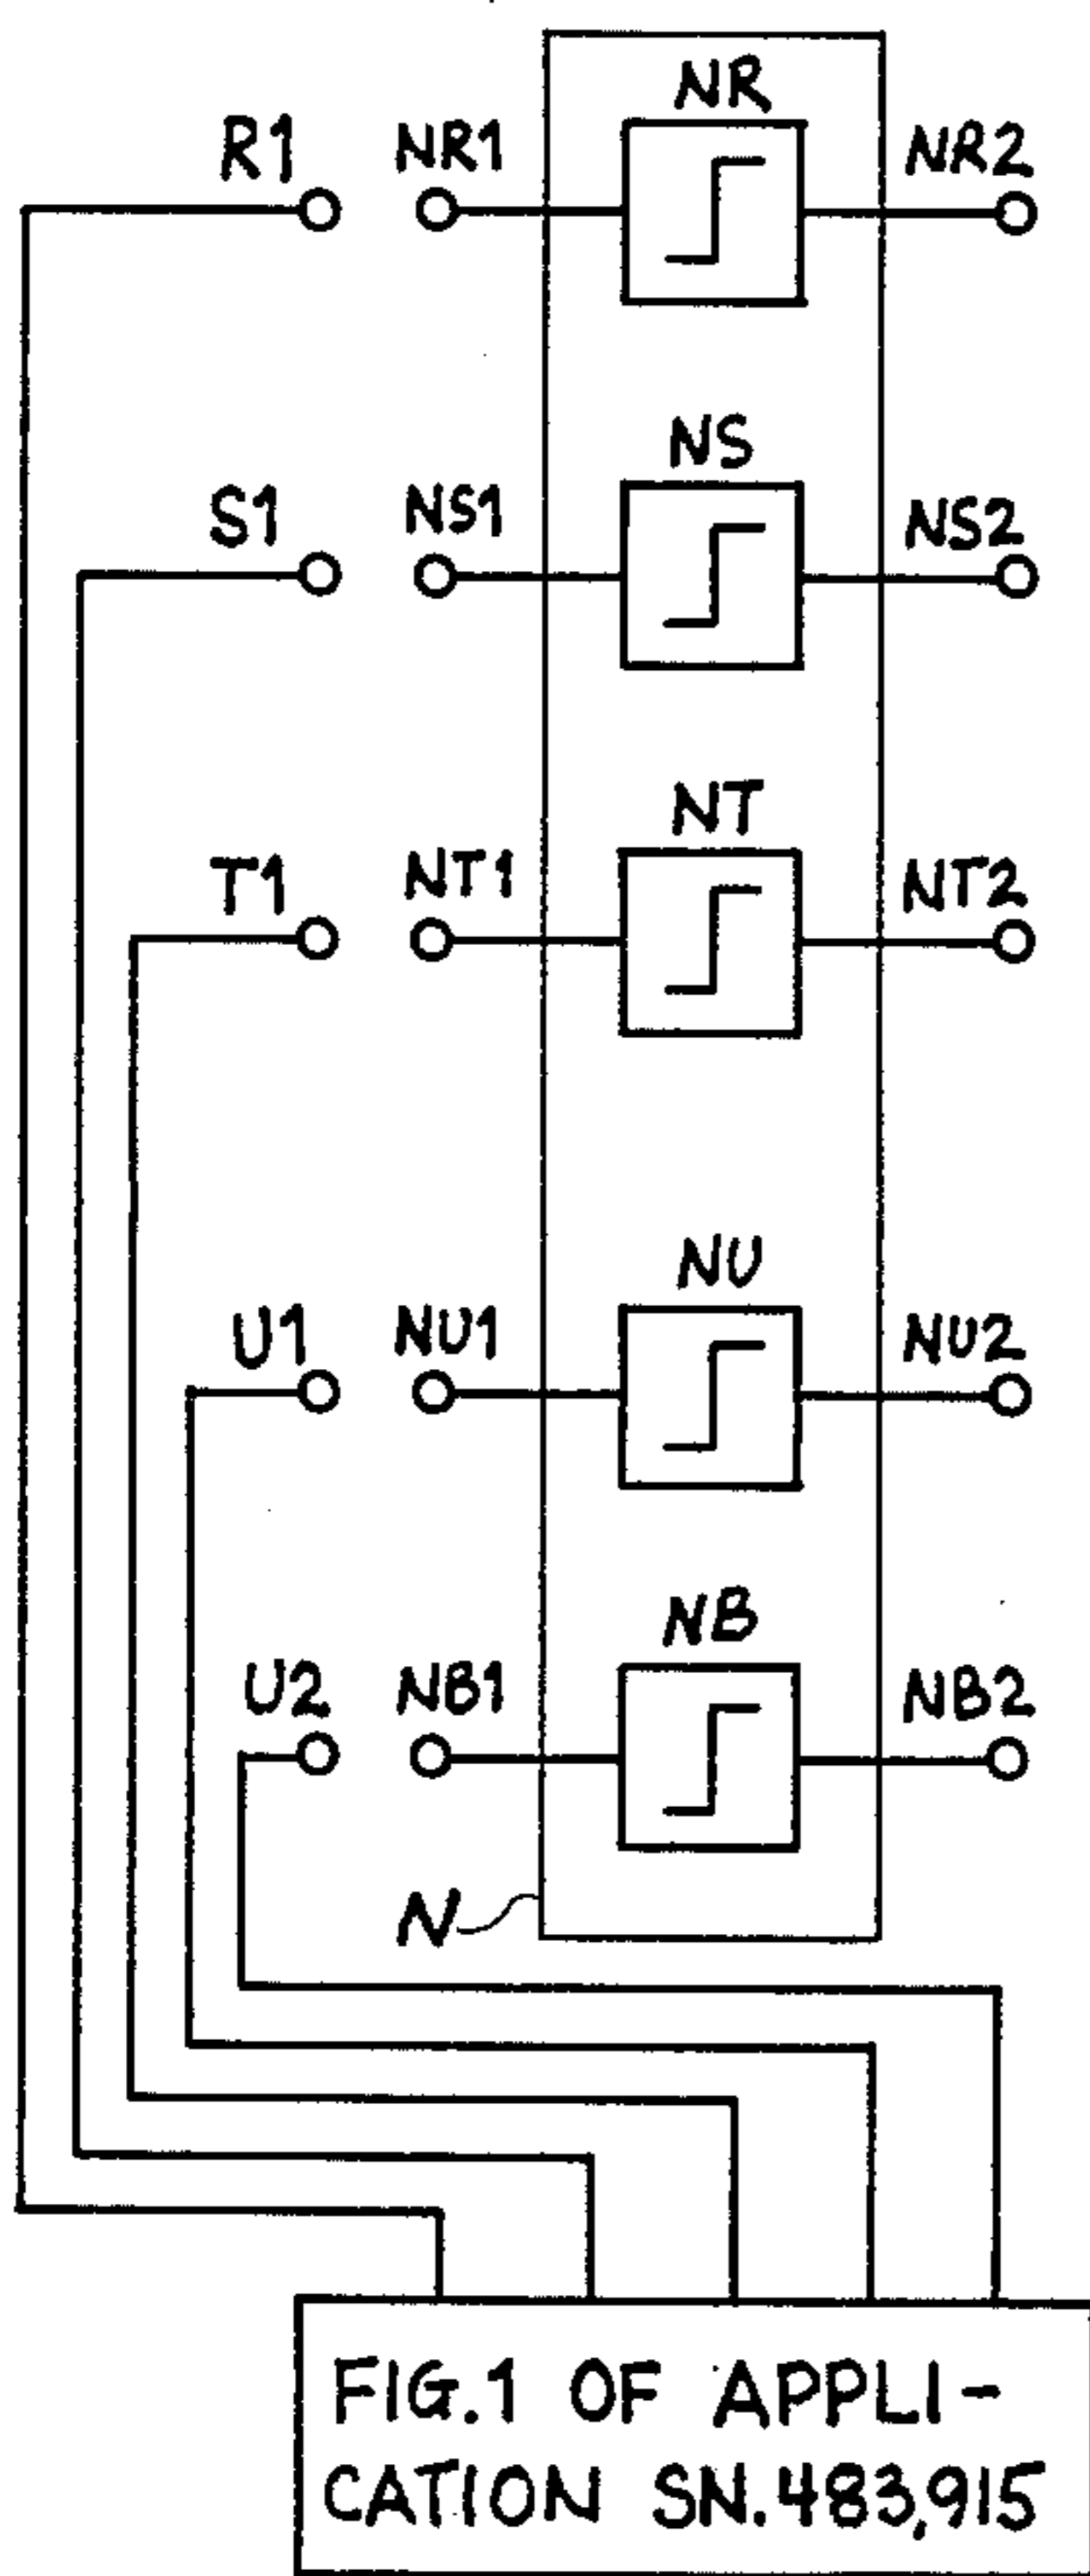 NR
R1 NR1 NR2
NS
S1 NS1 NS2
NT
T1 NT1 NT2
NU
U1 NU1 NU2
NB
U2 NB1 NB2
N
FIG.1 OF APPLI-
CATION SN.483,915